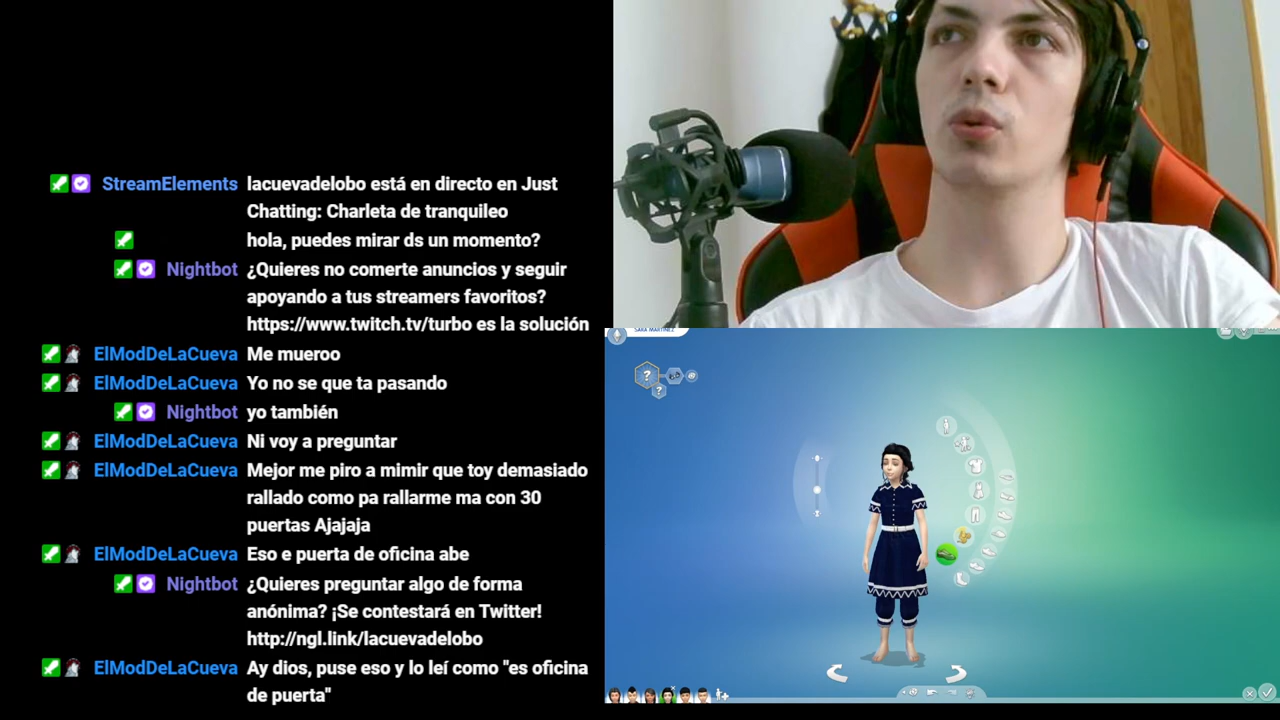 StreamElements lacuevadelobo está en directo en Just
Chatting: Charleta de tranquileo
hola, puedes mirar ds un momento?
Nightbot ¿Quieres no comerte anuncios y seguir
apoyando a tus streamers favoritos?
https://www.twitch.tv/turbo es la solución
ElModDeLaCueva Me mueroo
ElModDeLaCueva Yo no se que ta pasando
Nightbot yo también
ElModDeLaCueva Ni voy a preguntar
ElModDeLaCueva Mejor me piro a mimir que toy demasiado
rallado como pa rallarme ma con 30
puertas Ajajaja
ElModDeLaCueva Eso e puerta de oficina abe
Nightbot ¿Quieres preguntar algo de forma
anónima? ¡Se contestará en Twitter!
http://ngl.link/lacuevadelobo
ElModDeLaCueva Ay dios, puse eso y lo leí como "es oficina
de puerta"
SARA MARTINEZ
? 
?